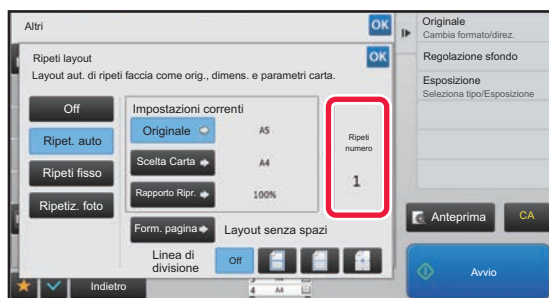 Altri
OK
Originale
Cambia formato/direz.
Ripeti layout
OK
Layout aut. di ripeti faccia come orig., dimens. e parametri carta.
Regolazione sfondo
Esposizione
Seleziona tipo/Esposizione
Off
Impostazioni correnti
Originale
A5
Ripeti
numero
Ripet. auto
Scelta Carta
A4
Ripeti fisso
1
Rapporto Ripr.
100%
Ripetiz. foto
Form. pagina
Layout senza spazi
Anteprima
CA
Linea di
divisione
Off
Avvio
Indietro
4
A4